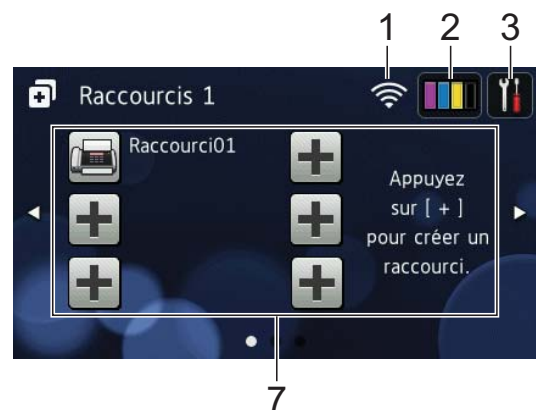 1 2 3
Raccourcis 1
Raccourci01
Appuyez
sur [ + ]
pour créer un
raccourci.
7